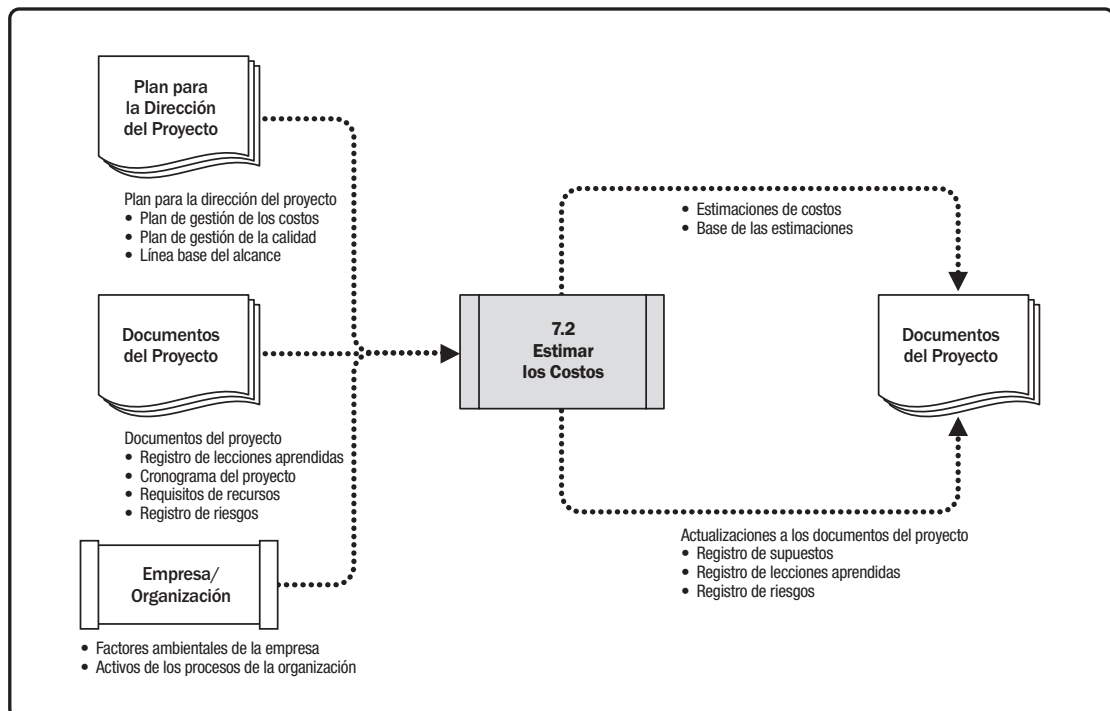 Plan para
la Dirección
del Proyecto
Plan para la dirección del proyecto
• Plan de gestión de los costos
• Plan de gestión de la calidad
• Línea base del alcance
Documentos
del Proyecto
Documentos del proyecto
• Registro de lecciones aprendidas
• Cronograma del proyecto
• Requisitos de recursos
• Registro de riesgos
Empresa/
Organización
• Factores ambientales de la empresa
• Activos de los procesos de la organización
7.2
Estimar
los Costos
• Estimaciones de costos
• Base de las estimaciones
Documentos
del Proyecto
Actualizaciones a los documentos del proyecto
• Registro de supuestos
• Registro de lecciones aprendidas
• Registro de riesgos